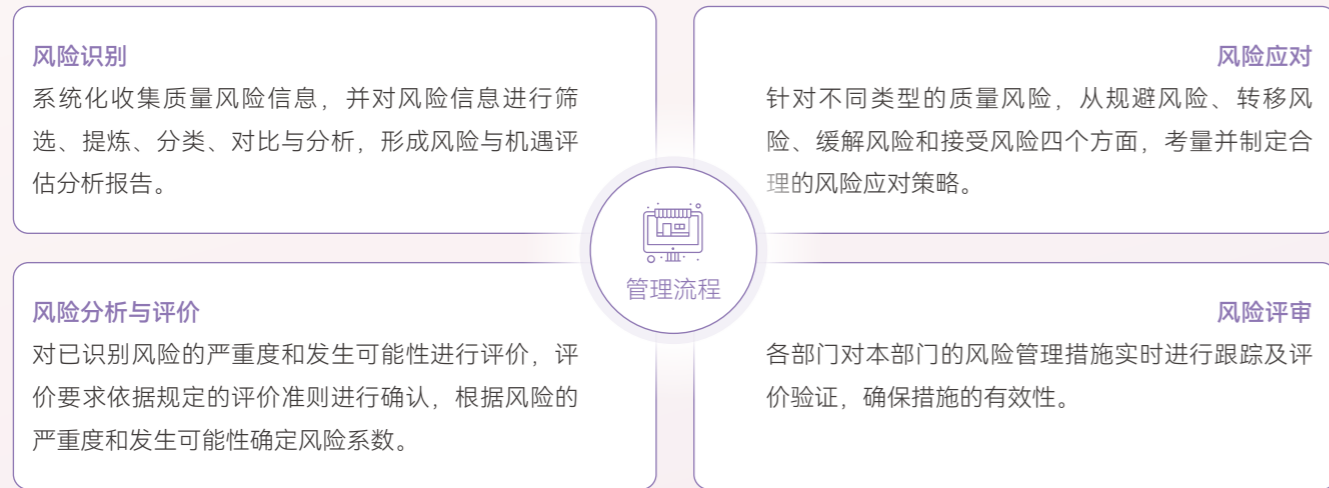 风险识别
系统化收集质量风险信息，并对风险信息进行筛
选、提炼、分类、对比与分析，形成风险与机遇评
估分析报告。
风险应对
针对不同类型的质量风险，从规避风险、转移风
险、缓解风险和接受风险四个方面，考量并制定合
理的风险应对策略。
管理流程
风险分析与评价
对已识别风险的严重度和发生可能性进行评价，评
价要求依据规定的评价准则进行确认，根据风险的
严重度和发生可能性确定风险系数。
风险评审
各部门对本部门的风险管理措施实时进行跟踪及评
价验证，确保措施的有效性。